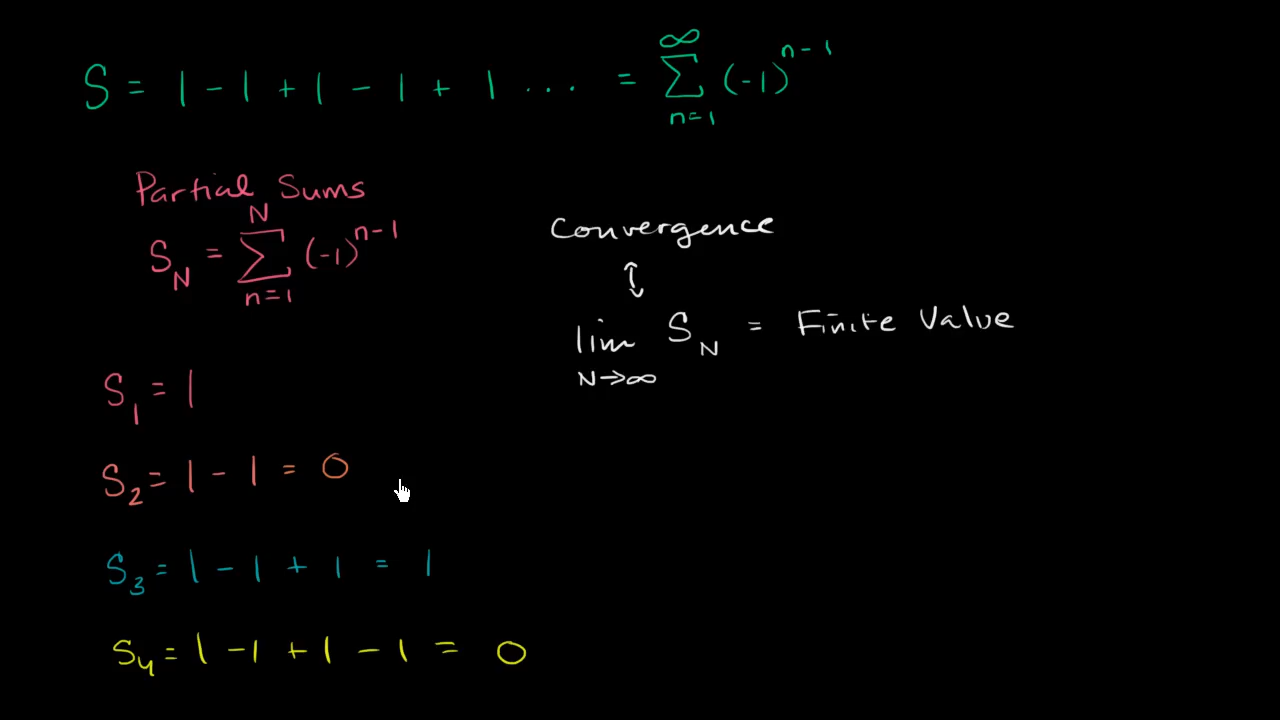 S = 1 - 1 + 1 - 1 + 1 ... = ∑_{n=1}^{∞} (-1)^{n-1}
Partial Sums
S_N = ∑_{n=1}^{N} (-1)^{n-1}
Convergence
↕
lim_{N→∞} S_N = Finite Value
S_1 = 1
S_2 = 1 - 1 = 0
S_3 = 1 - 1 + 1 = 1
S_4 = 1 - 1 + 1 - 1 = 0